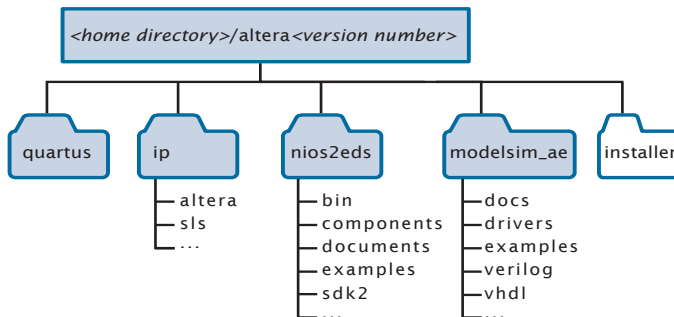 <home directory>/altera<version number>
quartus ip nios2eds modelsim_ae installer
altera bin docs
sls components drivers
... documents examples
examples verilog
sdk2 vhdl
... ...